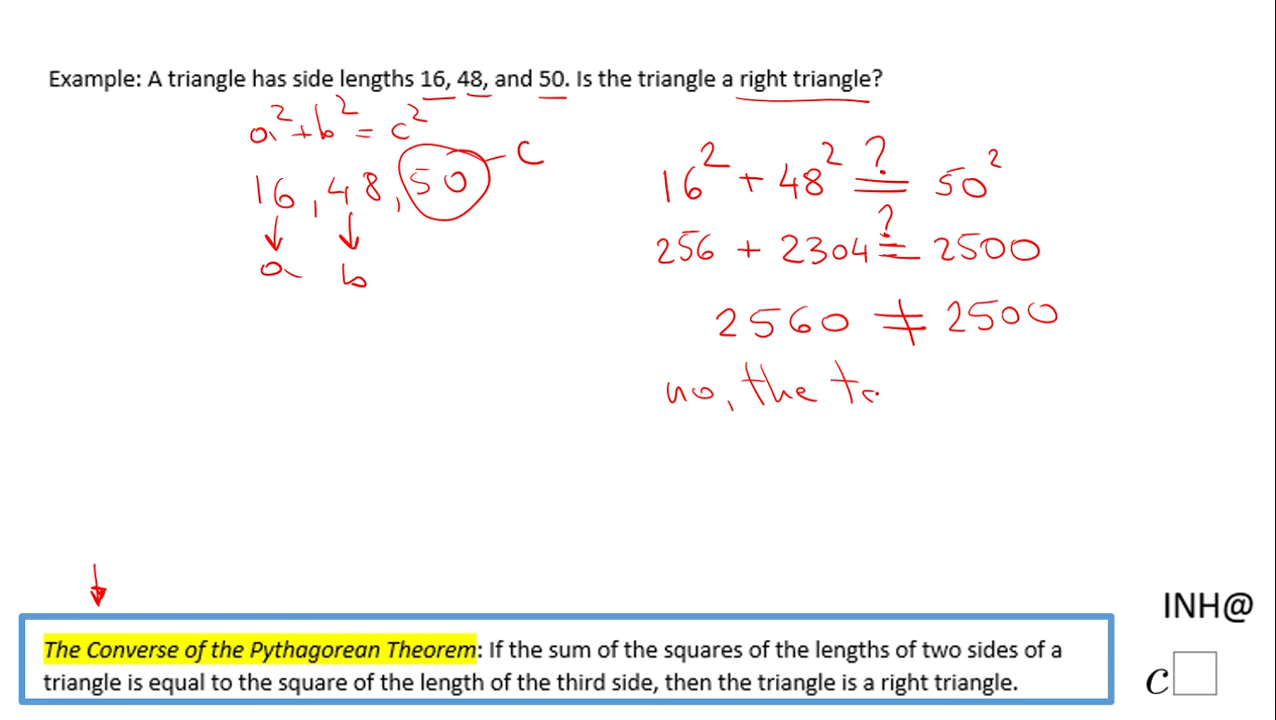 Example: A triangle has side lengths 16, 48, and 50. Is the triangle a right triangle?
a² + b² = c²
16, 48, 50 c
a b
16² + 48² ?= 50²
256 + 2304 ?= 2500
2560 ≠ 2500
no, the
The Converse of the Pythagorean Theorem: If the sum of the squares of the lengths of two sides of a
triangle is equal to the square of the length of the third side, then the triangle is a right triangle.
INH@
c